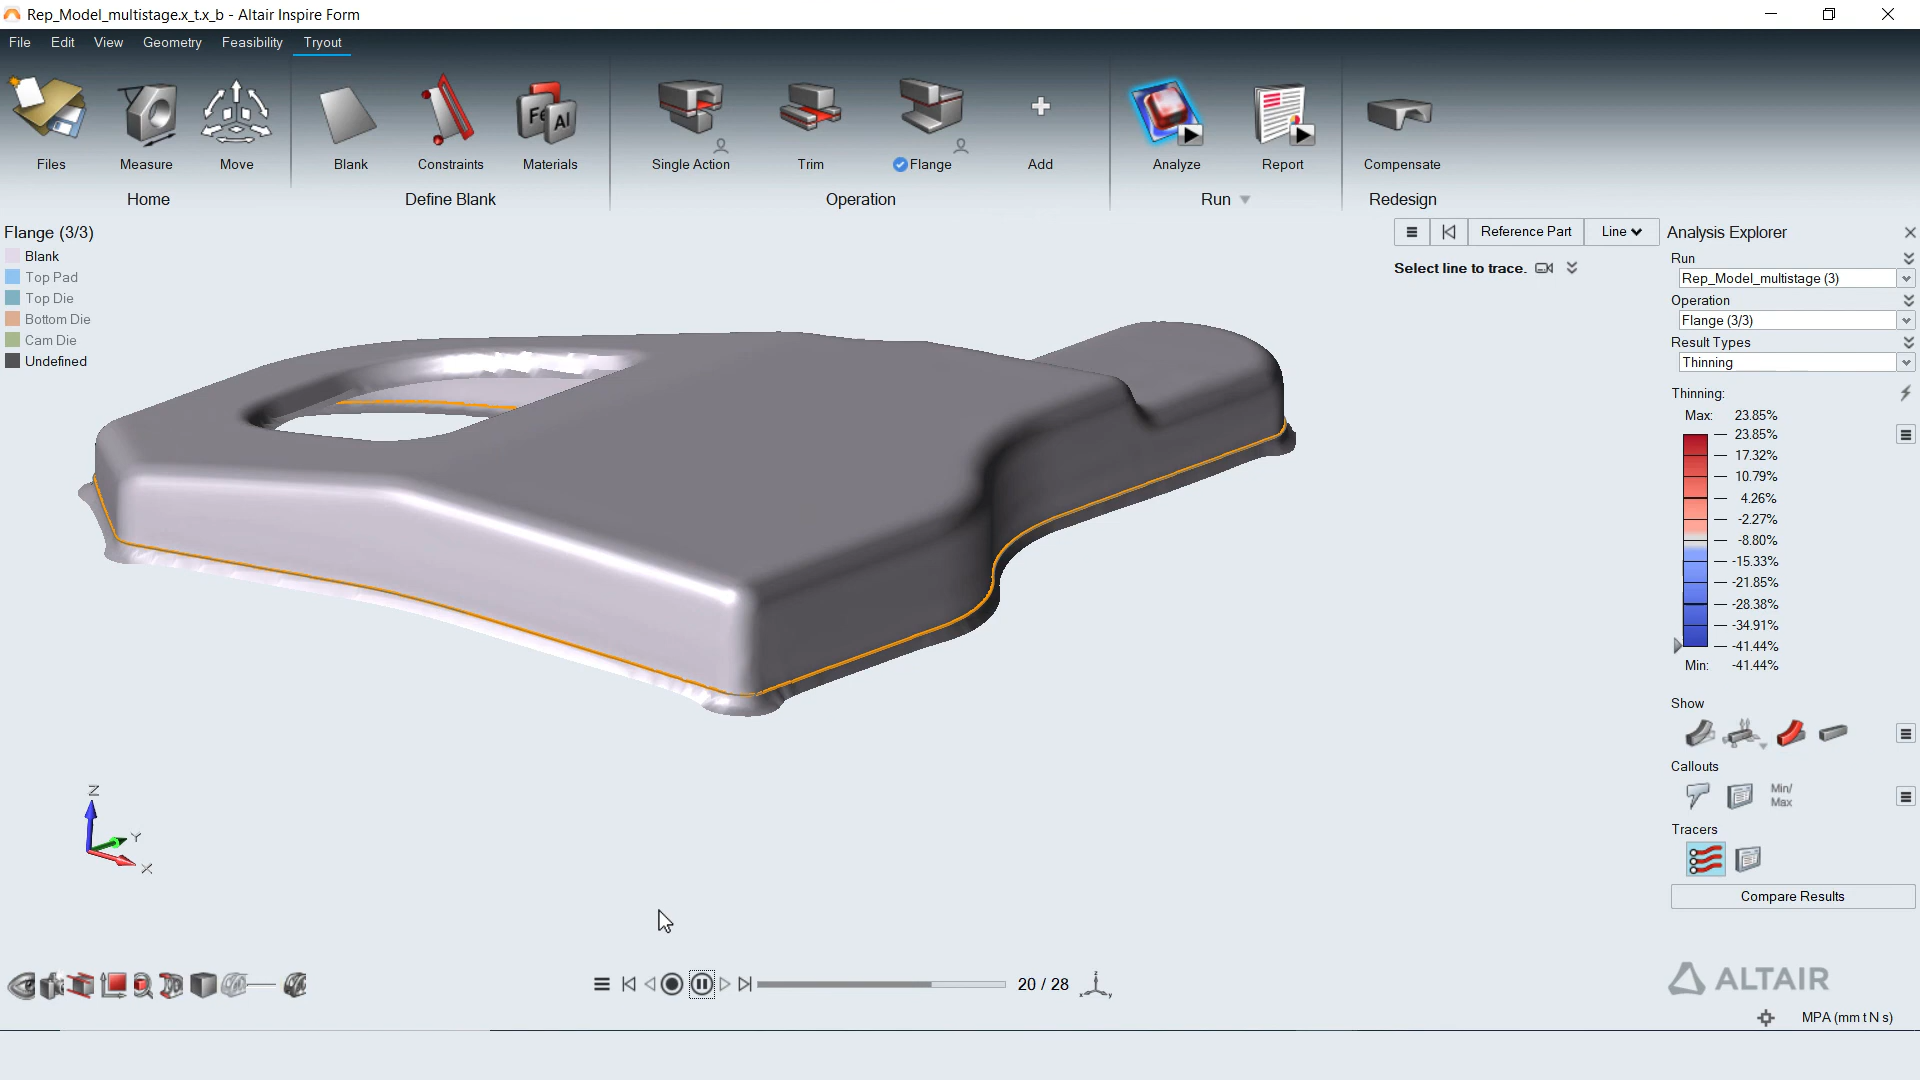 Rep_Model_multistage.x_t.x_b - Altair Inspire Form
File Edit View Geometry Feasibility Tryout
Files Measure Move Blank Constraints Fe Al Materials Single Action Trim Flange Add Analyze Report Compensate
Home Define Blank Operation Run Redesign
Flange (3/3)
Blank
Top Pad
Top Die
Bottom Die
Cam Die
Undefined
Reference Part Line
Select line to trace.
Analysis Explorer
Run
Rep_Model_multistage (3)
Operation
Flange (3/3)
Result Types
Thinning
Thinning:
Max: 23.85%
23.85%
17.32%
10.79%
4.26%
-2.27%
-8.80%
-15.33%
-21.85%
-28.38%
-34.91%
-41.44%
Min: -41.44%
Show
Callouts
Min/
Max
Tracers
Compare Results
Z
Y
X
20 / 28
ALTAIR
MPA (mm t N s)